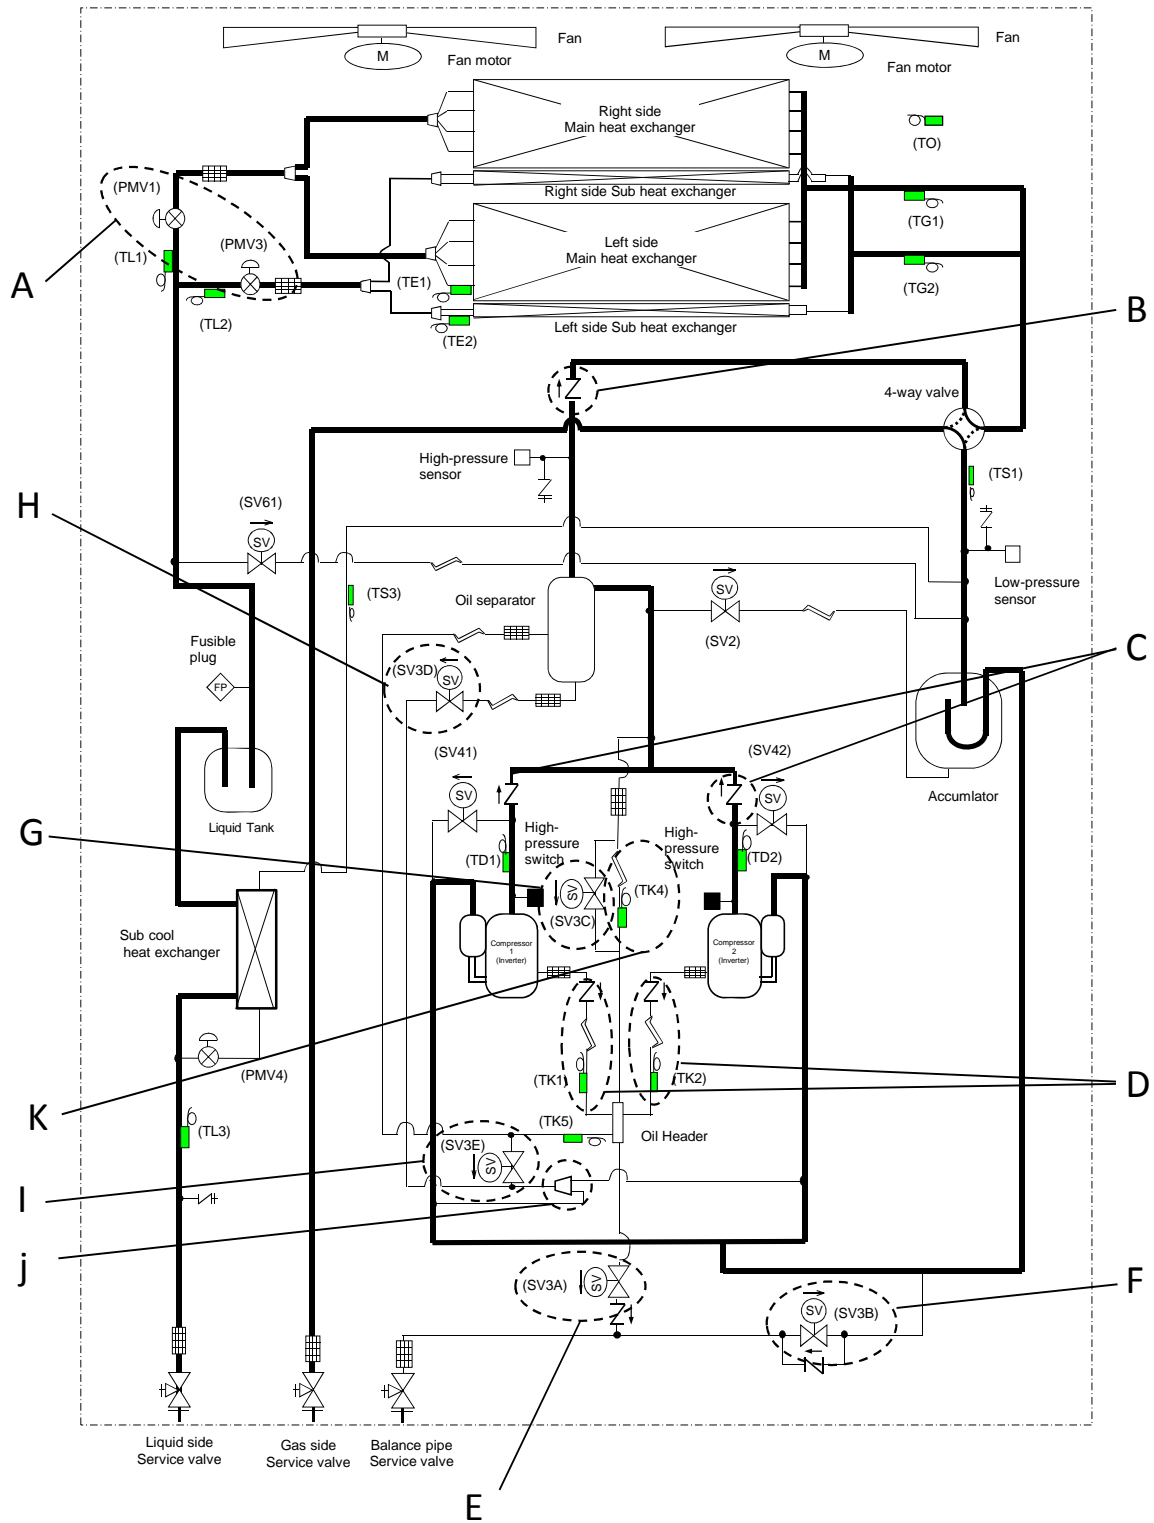 Fan
Fan
M
Fan motor
M
Fan motor
Right side
Main heat exchanger
(TO)
(PMV1)
Right side Sub heat exchanger
(TG1)
(PMV3)
Left side
Main heat exchanger
(TL1)
A
(TE1)
(TG2)
(TL2)
(TE2)
Left side Sub heat exchanger
B
4-way valve
High-pressure
sensor
(TS1)
H
(SV61)
SV
(TS3)
Oil separator
SV
(SV2)
Low-pressure
sensor
Fusible
plug
FP
(SV3D)
SV
C
(SV41)
(SV42)
SV
SV
Accumlator
Liquid Tank
G
High-
pressure
switch
High-
pressure
switch
(TD1)
(TD2)
SV
(SV3C)
(TK4)
Sub cool
heat exchanger
Compressor
1
(Inverter)
Compressor
2
(Inverter)
(PMV4)
(TK1)
(TK2)
D
K
(TL3)
(TK5)
Oil Header
(SV3E)
SV
I
j
(SV3A)
SV
F
SV
(SV3B)
Liquid side
Service valve
Gas side
Service valve
Balance pipe
Service valve
E